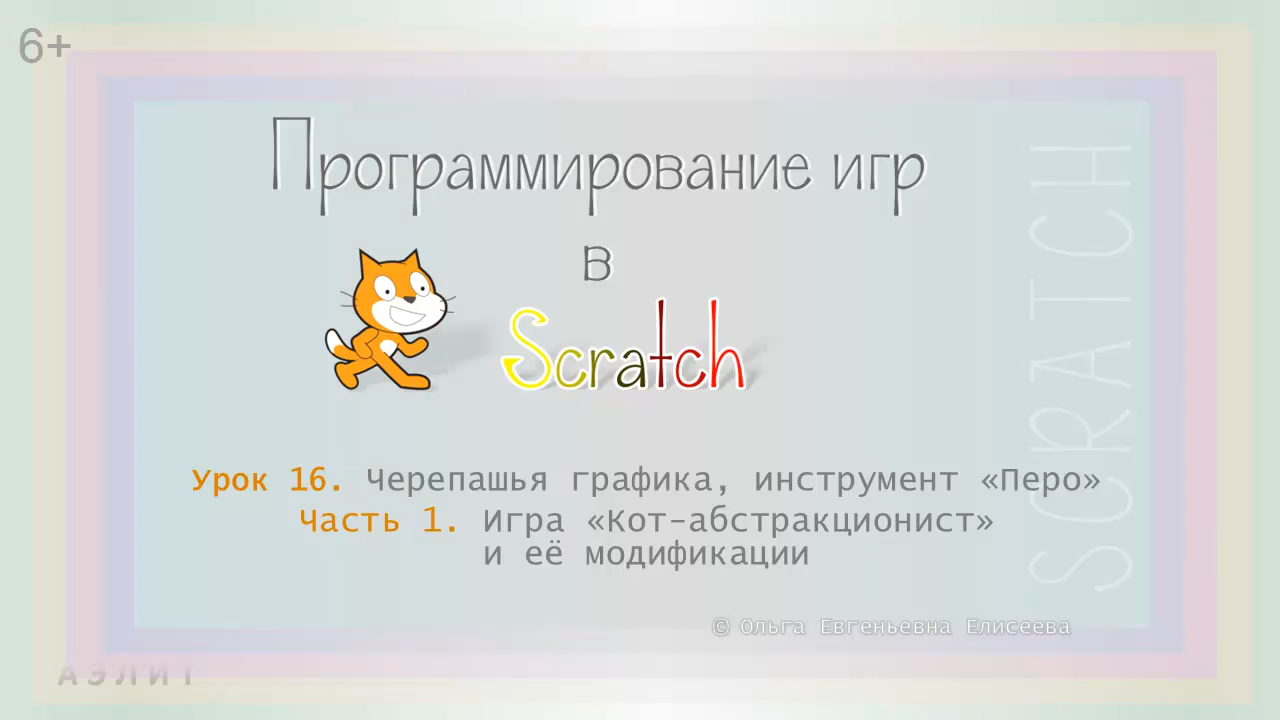 6+
Программирование игр
в
Scratch
SCRATCH
Урок 16. Черепашья графика, инструмент «Перо»
Часть 1. Игра «Кот-абстракционист»
и её модификации
© Ольга Евгеньевна Елисеева
АЭЛИТ